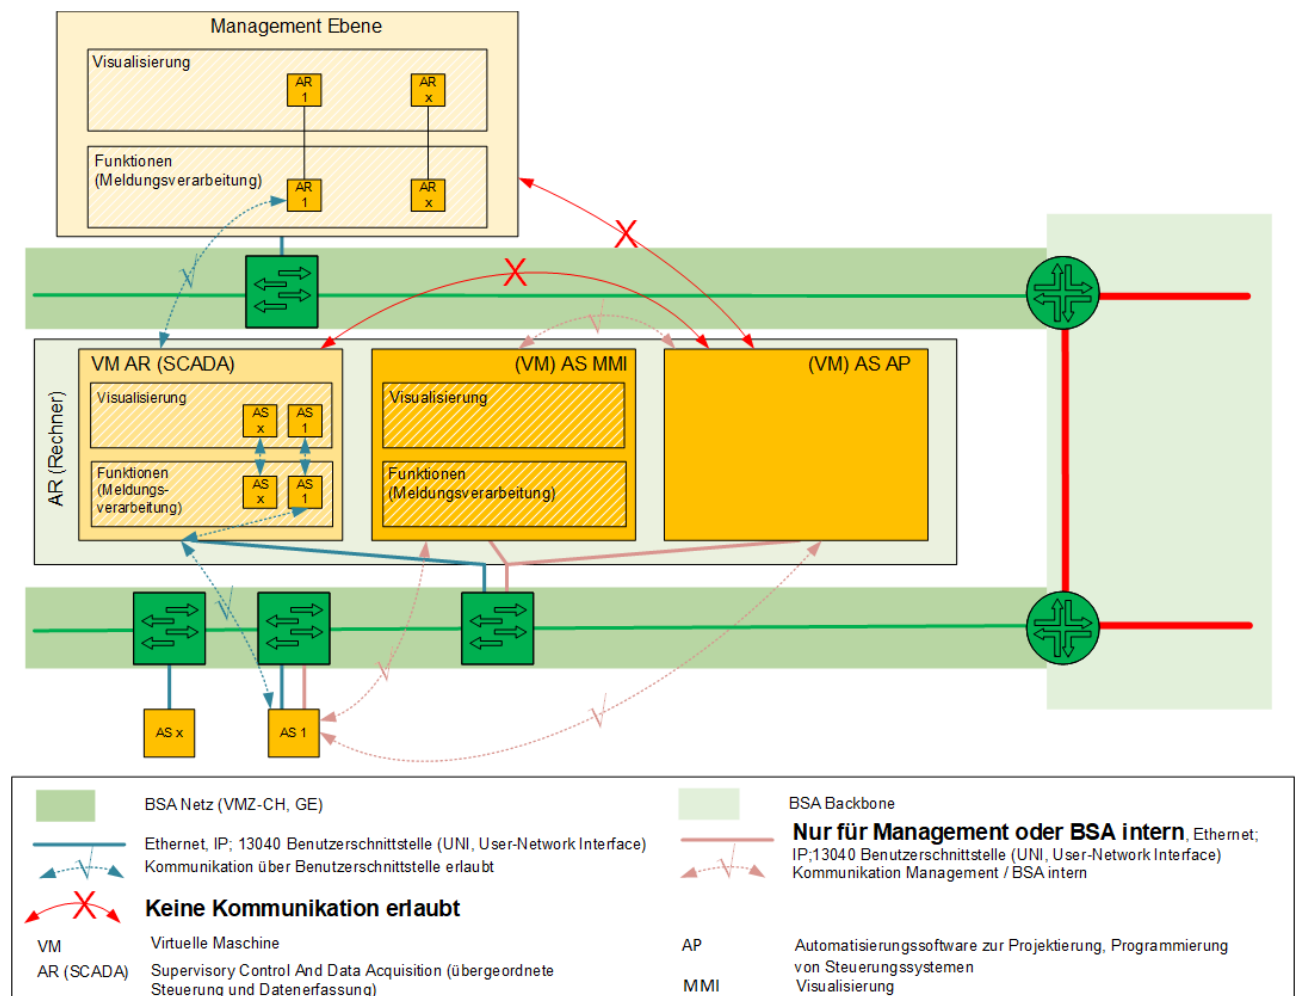 Management Ebene
Visualisierung
AR
1
AR
x
Funktionen
(Meldungsverarbeitung)
AR
1
AR
x
AR (Rechner)
VM AR (SCADA)
Visualisierung
AS
x
AS
1
Funktionen
(Meldungs-
verarbeitung)
AS
x
AS
1
(VM) AS MMI
Visualisierung
Funktionen
(Meldungsverarbeitung)
(VM) AS AP
AS x
AS 1
BSA Netz (VMZ-CH, GE)
Ethernet, IP; 13040 Benutzerschnittstelle (UNI, User-Network Interface)
Kommunikation über Benutzerschnittstelle erlaubt
Keine Kommunikation erlaubt
VM Virtuelle Maschine
AR (SCADA) Supervisory Control And Data Acquisition (übergeordnete
Steuerung und Datenerfassung)
BSA Backbone
Nur für Management oder BSA intern, Ethernet;
IP;13040 Benutzerschnittstelle (UNI, User-Network Interface)
Kommunikation Management / BSA intern
AP Automatisierungssoftware zur Projektierung, Programmierung
von Steuerungssystemen
MMI Visualisierung